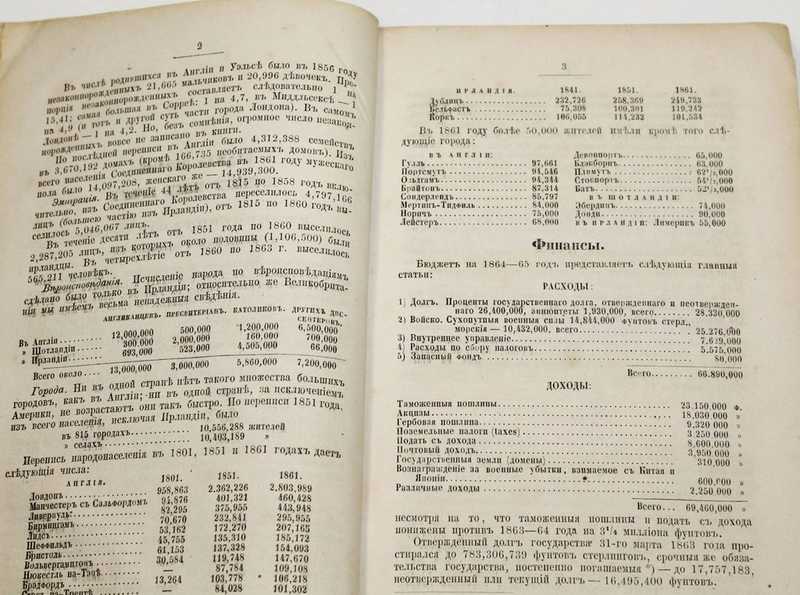 2
Въ числѣ родившихся въ Англіи и Уэльсѣ было въ 1856 году
незаконнорожденныхъ 21,665 мальчиковъ и 20,996 дѣвочекъ. Про-
порція незаконнорожденныхъ составляетъ слѣдовательно 1 на
15,41; самая большая въ Сорреѣ: 1 на 4,7, въ Миддльсексѣ — 1
на 4,9 (и тотъ и другой суть части города Лондона). Въ самомъ
Лондонѣ — 1 на 4,2. Но, безъ сомнѣнія, огромное число незакон-
норожденныхъ вовсе не записано въ книги.
По послѣдней переписи въ Англіи было 4,312,388 семействъ
въ 3,670,192 домахъ (кромѣ 166,735 необитаемыхъ домовъ). Изъ
всего населенія Соединеннаго Королевства въ 1861 году мужескаго
пола было 14,097,208, женскаго же — 14,939,300.
Эмиграція. Въ теченіе 44 лѣтъ отъ 1815 по 1858 годъ вклю-
чительно, изъ Соединеннаго Королевства переселилось 4,797,166
лицъ (большею частію изъ Ирландіи), отъ 1815 по 1860 годъ вы-
селилось 5,046,067 лицъ.
Въ теченіе десяти лѣтъ отъ 1851 года по 1860 выселилось
2,287,205 лицъ, изъ которыхъ около половины (1,106,500) были
ирландцы. Въ четырехлѣтіе отъ 1860 по 1863 г. выселилось
565,211 человѣкъ.
Вѣроисповѣданія. Исчисленіе народа по вѣроисповѣданіямъ
сдѣлано было только въ Ирландіи; относительно же Великобрита-
ніи мы имѣемъ весьма ненадежныя свѣдѣнія.
АНГЛИКАНЦЕВЪ. ПРЕСВИТЕРІАНЪ. КАТОЛИКОВЪ. ДРУГИХЪ ДИС-
СЕНТЕРОВЪ.
Въ Англіи 12,000,000 500,000 1,200,000 6,500,000
» Шотландіи 300,000 2,000,000 160,000 700,000
» Ирландіи 693,000 523,000 4,505,000 66,000
Всего около 13,000,000 3,000,000 5,860,000 7,200,000
Города. Ни въ одной странѣ нѣтъ такого множества большихъ
городовъ, какъ въ Англіи; ни въ одной странѣ, за исключеніемъ
Америки, не возрастаютъ они такъ быстро. По переписи 1851 года,
изъ всего населенія, исключая Ирландіи, было
въ 815 городахъ 10,556,288 жителей
» селахъ 10,403,189 »
Перепись народонаселенія въ 1801, 1851 и 1861 годахъ даетъ
слѣдующія числа:
АНГЛІЯ. 1801. 1851. 1861.
Лондонъ 958,863 2,362,226 2,803,989
Манчестеръ съ Сальфордомъ 94,876 401,321 460,428
Ливерпуль 82,295 375,955 443,948
Бирмингамъ 70,670 232,841 295,955
Лидсъ 53,162 172,270 207,165
Шеффильдъ 45,755 135,310 185,172
Бристоль 61,153 137,328 154,093
Вольвергамптонъ 30,584 119,748 147,670
Ньюкестль на-Тэнѣ — 87,784 109,108
Брадфордъ 13,264 103,778 106,218
— 84,028 101,302
3
ИРЛАНДІЯ. 1841. 1851. 1861.
Дублинъ 232,726 258,369 249,733
Бельфастъ 75,308 100,301 119,242
Коркъ 106,055 114,232 101,534
Въ 1861 году болѣе 50,000 жителей имѣли кромѣ того слѣ-
дующіе города:
ВЪ АНГЛІИ:
Гулль 97,661
Портсмутъ 94,546
Ольтгамъ 94,344
Брайтонъ 87,314
Сондерлендъ 85,797
Мертинъ-Тидфиль 84,000
Норичъ 75,000
Лейстеръ 68,000
Девонпортъ 65,000
Блэкбёрнъ 63,000
Плимутъ 62½,000
Стокпортъ 54½,000
Батъ 52½,000
ВЪ ШОТЛАНДІИ:
Эбердинъ 74,000
Дэнди 90,000
ВЪ ИРЛАНДІИ: Лимерикъ 55,000
Финансы.
Бюджетъ на 1864—65 годъ представляетъ слѣдующія главныя
статьи:
РАСХОДЫ:
1) Долгъ. Проценты государственнаго долга, отвержденнаго и неотвержден-
наго 26,400,000, аннюитеты 1,930,000, всего 28.330,000
2) Войско. Сухопутныя военныя силы 14,844,000 фунтовъ стерл.,
морскія — 10,432,000, всего 25.276,000
3) Внутреннее управленіе 7,629,000
4) Расходы по сбору налоговъ 5,575,000
5) Запасный фондъ 80,000
Всего 66.890,000
ДОХОДЫ:
Таможенныя пошлины 23.150,000 ф.
Акцизы 18,030 000 »
Гербовая пошлина 9,320 000 »
Поземельные налоги (taxes) 3 250,000 »
Подать съ дохода 8,600,000 »
Почтовый доходъ 3,950 000 »
Государственныя земли (домены) 310,000 »
Вознагражденіе за военные убытки, взимаемое съ Китая и
Японіи 600,000 »
Различные доходы 2.250 000 »
Всего... 69,460,000 »
несмотря на то, что таможенныя пошлины и подать съ дохода
понижены противъ 1863—64 года на 3¼ милліона фунтовъ.
Отвержденный долгъ государства 31-го марта 1863 года про-
стирался до 783,306,739 фунтовъ стерлинговъ, срочныя же обяза-
тельства государства, постепенно погашаемыя *) — до 17,757,183,
неотвержденный или текущій долгъ — 16,495,400 фунтовъ.